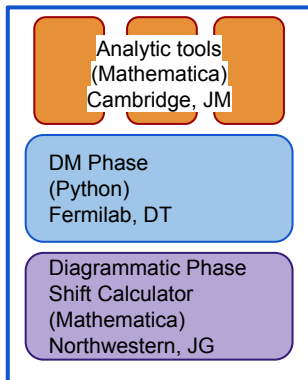 Analytic tools
(Mathematica)
Cambridge, JM
DM Phase
(Python)
Fermilab, DT
Diagrammatic Phase
Shift Calculator
(Mathematica)
Northwestern, JG